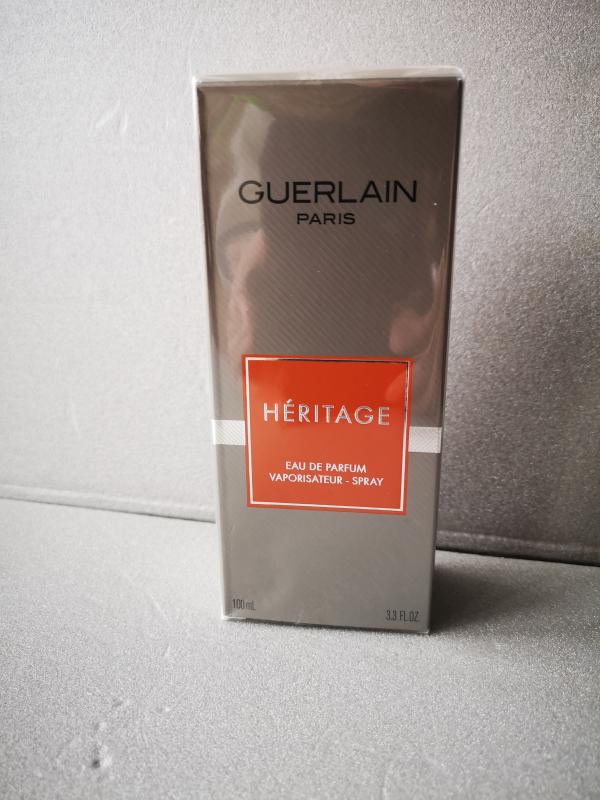 GUERLAIN
PARIS
HÉRITAGE
EAU DE PARFUM
VAPORISATEUR - SPRAY
100 mL
3.3 FL.OZ.